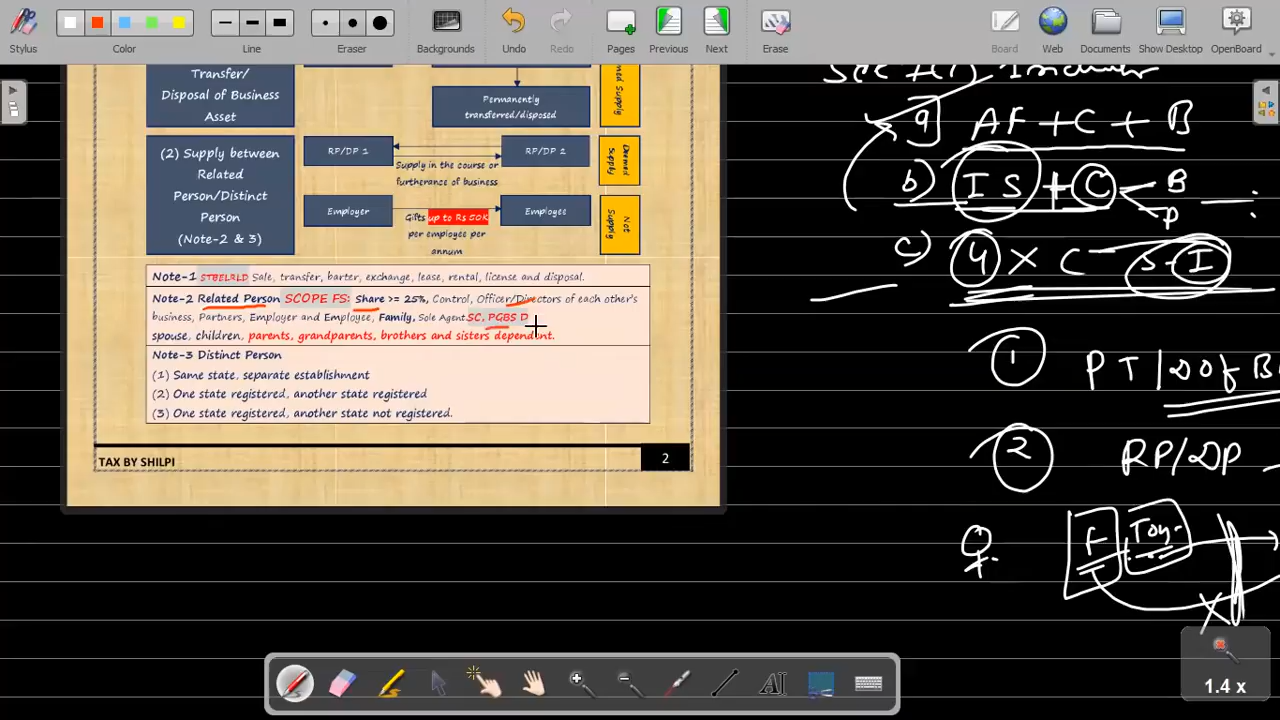 Stylus
Color
Line
Eraser
Backgrounds
Undo
Redo
Pages
Previous
Next
Erase
Board
Web
Documents
Show Desktop
OpenBoard
Transfer/
Disposal of Business
Asset
Permanently
transferred/disposed
(2) Supply between
Related
Person/Distinct
Person
(Note-2 & 3)
RP/DP 1
RP/DP 2
Supply in the course or
furtherance of business
Deemed
Supply
Employer
Employee
Gifts up to Rs 50K
per employee per
annum
Not
Supply
Note-1 STBELRLD Sale, transfer, barter, exchange, lease, rental, license and disposal.
Note-2 Related Person SCOPE FS: Share >= 25%, Control, Officer/Directors of each other's
business, Partners, Employer and Employee, Family, Sole Agent. SC, PGBS D
spouse, children, parents, grandparents, brothers and sisters dependent.
Note-3 Distinct Person
(1) Same state, separate establishment
(2) One state registered, another state registered
(3) One state registered, another state not registered.
TAX BY SHILPI
2
a) AF + C + B
b) IS + C B
P
c) 4 X C
1 PT / D of B
2 RP/DP
F
1.4 x